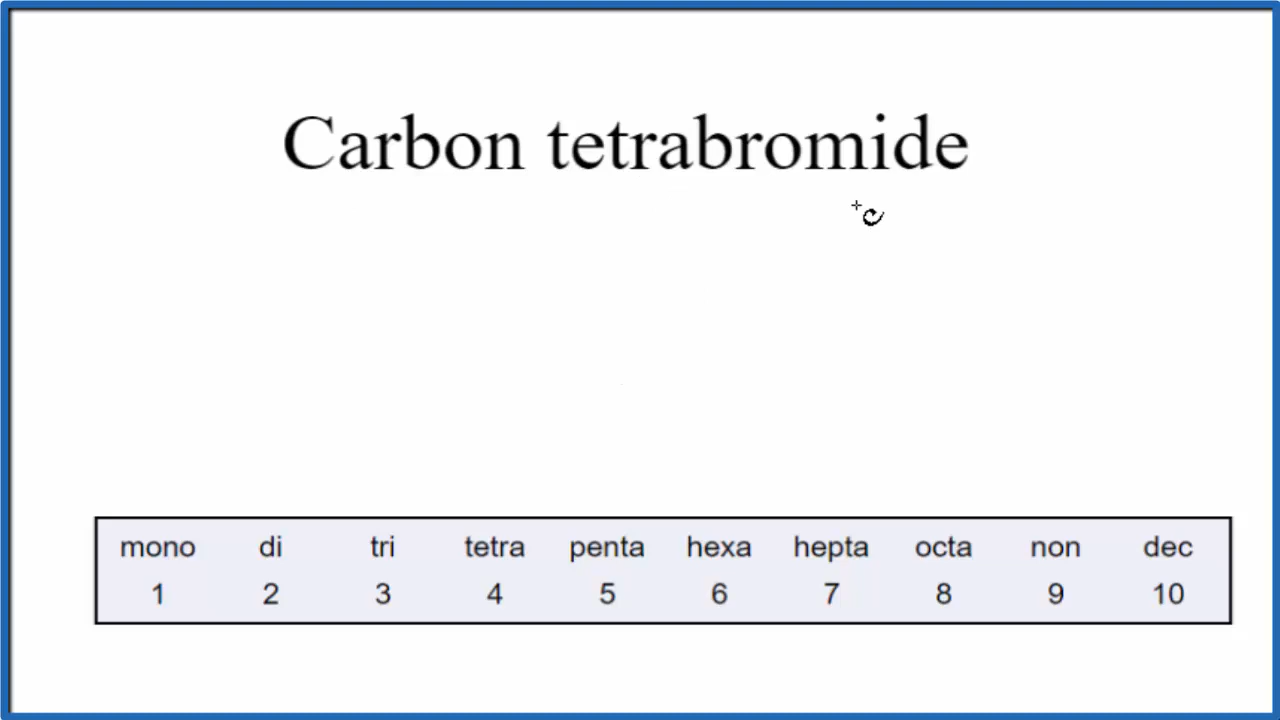 Carbon tetrabromide
mono di tri tetra penta hexa hepta octa non dec
1 2 3 4 5 6 7 8 9 10